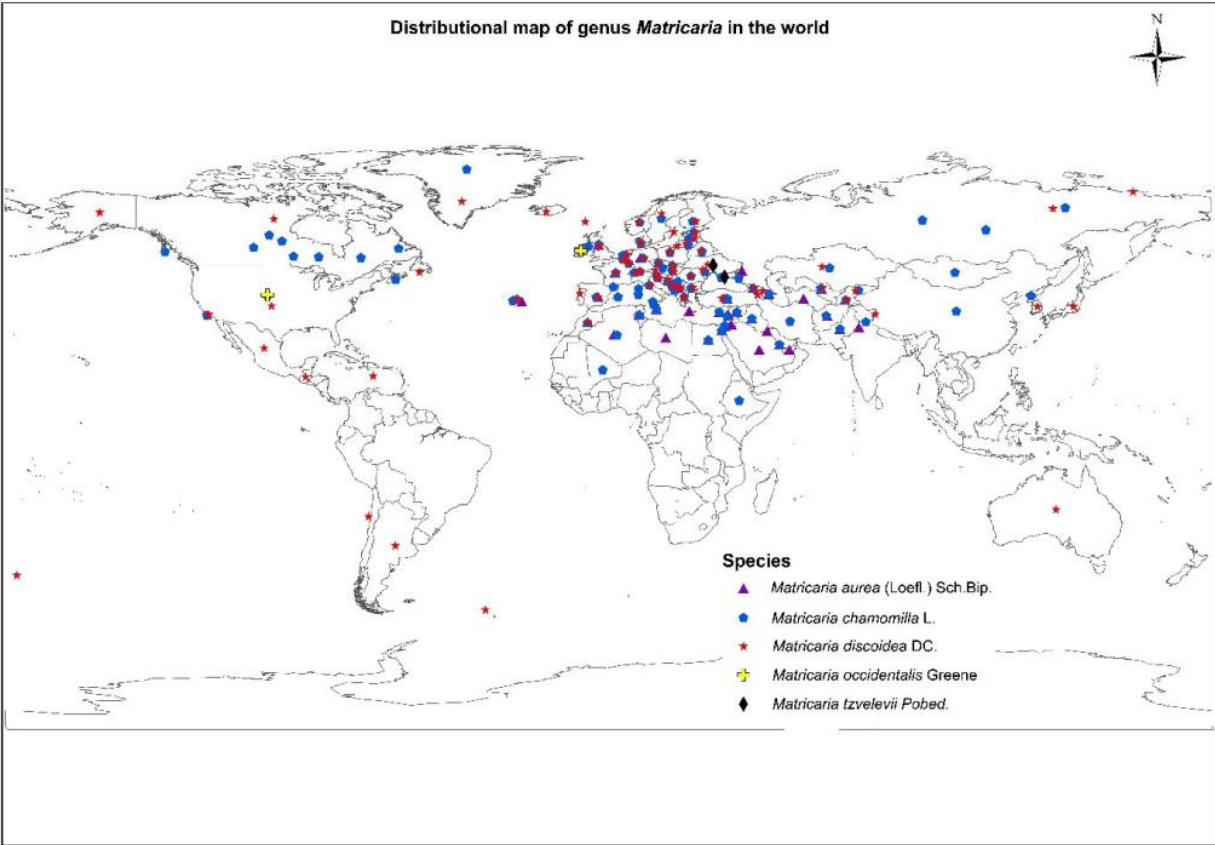 Distributional map of genus Matricaria in the world
N
Species
Matricaria aurea (Loefl.) Sch.Bip.
Matricaria chamomilla L.
Matricaria discoidea DC.
Matricaria occidentalis Greene
Matricaria tzvelevii Pobed.